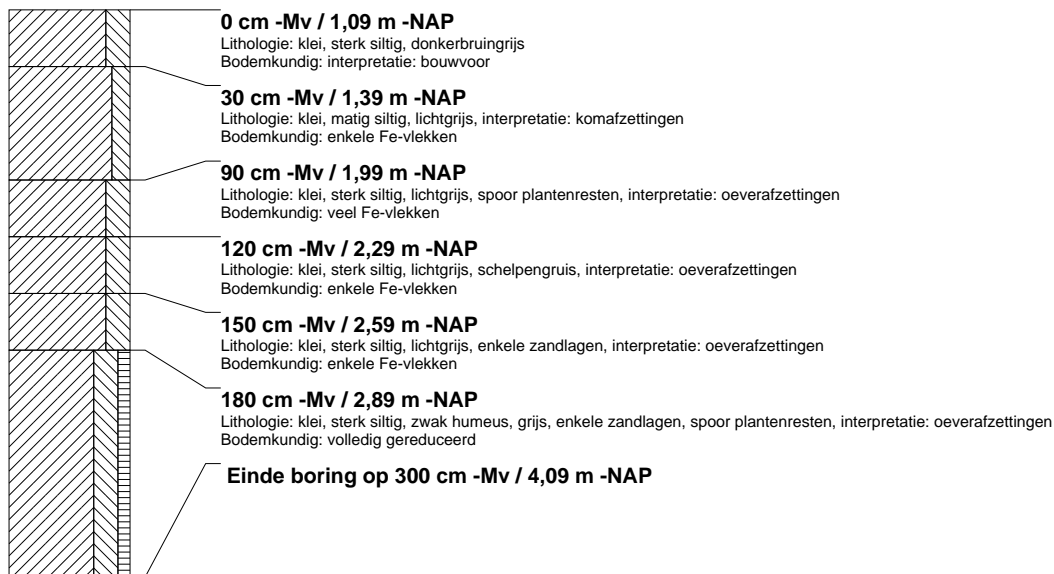 0 cm -Mv / 1,09 m -NAP
Lithologie: klei, sterk siltig, donkerbruingrijs
Bodemkundig: interpretatie: bouwvoor
30 cm -Mv / 1,39 m -NAP
Lithologie: klei, matig siltig, lichtgrijs, interpretatie: komafzettingen
Bodemkundig: enkele Fe-vlekken
90 cm -Mv / 1,99 m -NAP
Lithologie: klei, sterk siltig, lichtgrijs, spoor plantenresten, interpretatie: oeverafzettingen
Bodemkundig: veel Fe-vlekken
120 cm -Mv / 2,29 m -NAP
Lithologie: klei, sterk siltig, lichtgrijs, schelpengruis, interpretatie: oeverafzettingen
Bodemkundig: enkele Fe-vlekken
150 cm -Mv / 2,59 m -NAP
Lithologie: klei, sterk siltig, lichtgrijs, enkele zandlagen, interpretatie: oeverafzettingen
Bodemkundig: enkele Fe-vlekken
180 cm -Mv / 2,89 m -NAP
Lithologie: klei, sterk siltig, zwak humeus, grijs, enkele zandlagen, spoor plantenresten, interpretatie: oeverafzettingen
Bodemkundig: volledig gereduceerd
Einde boring op 300 cm -Mv / 4,09 m -NAP